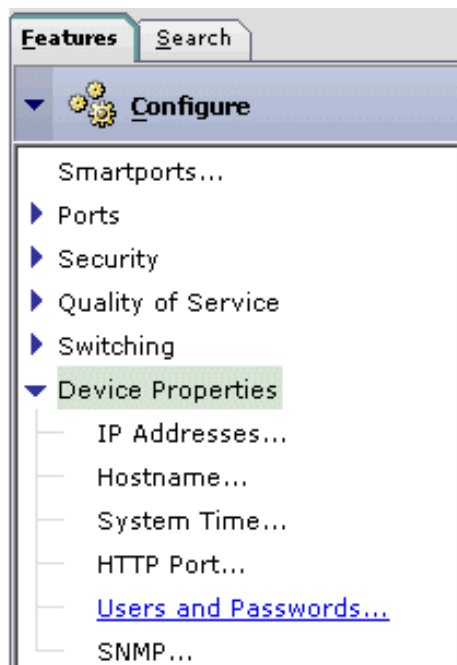 Features Search
Configure
Smartports...
Ports
Security
Quality of Service
Switching
Device Properties
IP Addresses...
Hostname...
System Time...
HTTP Port...
Users and Passwords...
SNMP...